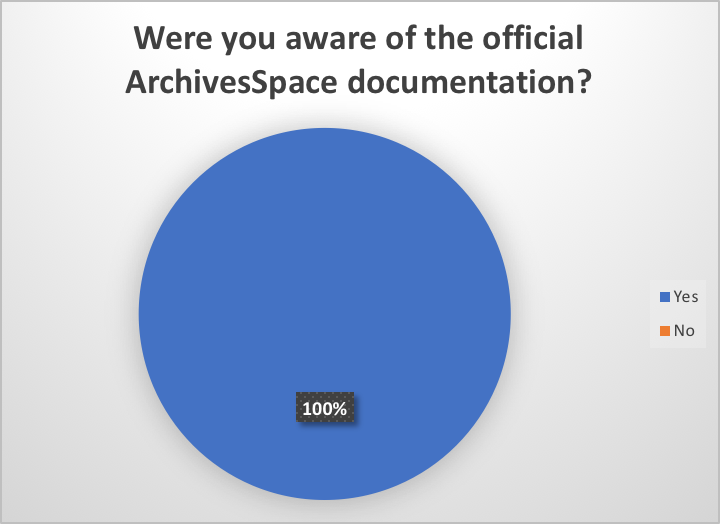 Were you aware of the official
ArchivesSpace documentation?
100%
Yes
No